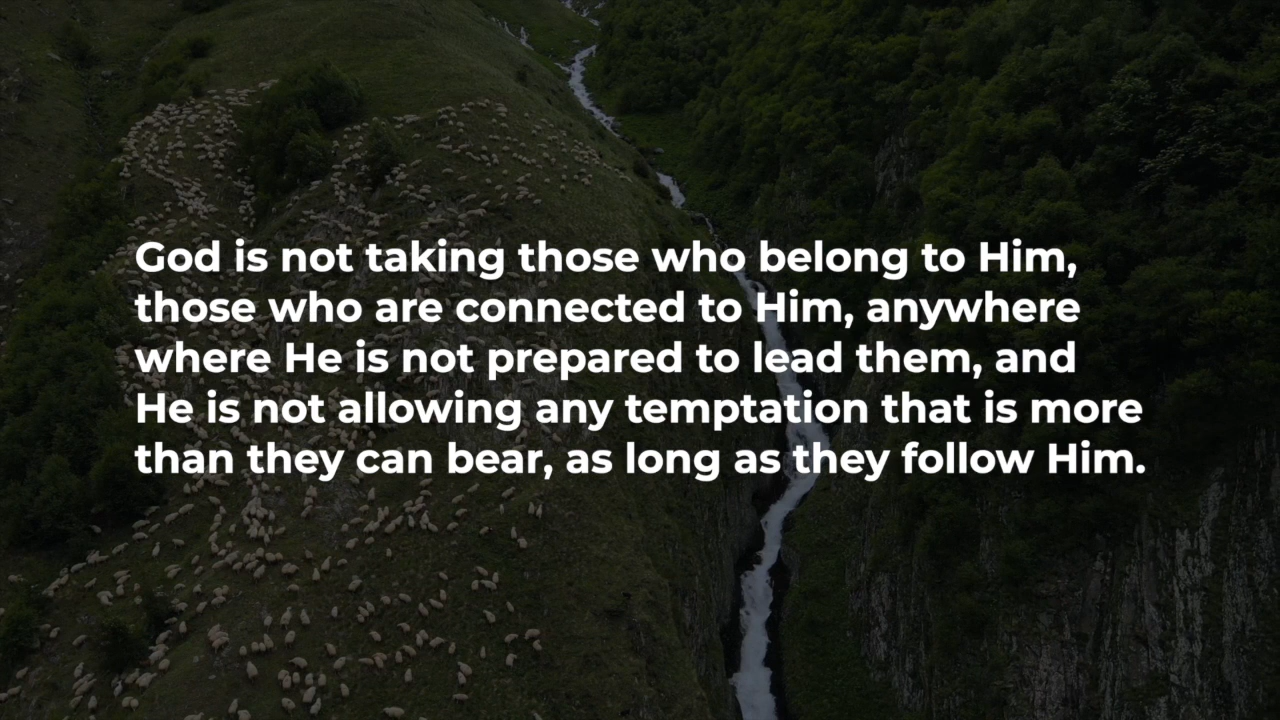 God is not taking those who belong to Him,
those who are connected to Him, anywhere
where He is not prepared to lead them, and
He is not allowing any temptation that is more
than they can bear, as long as they follow Him.